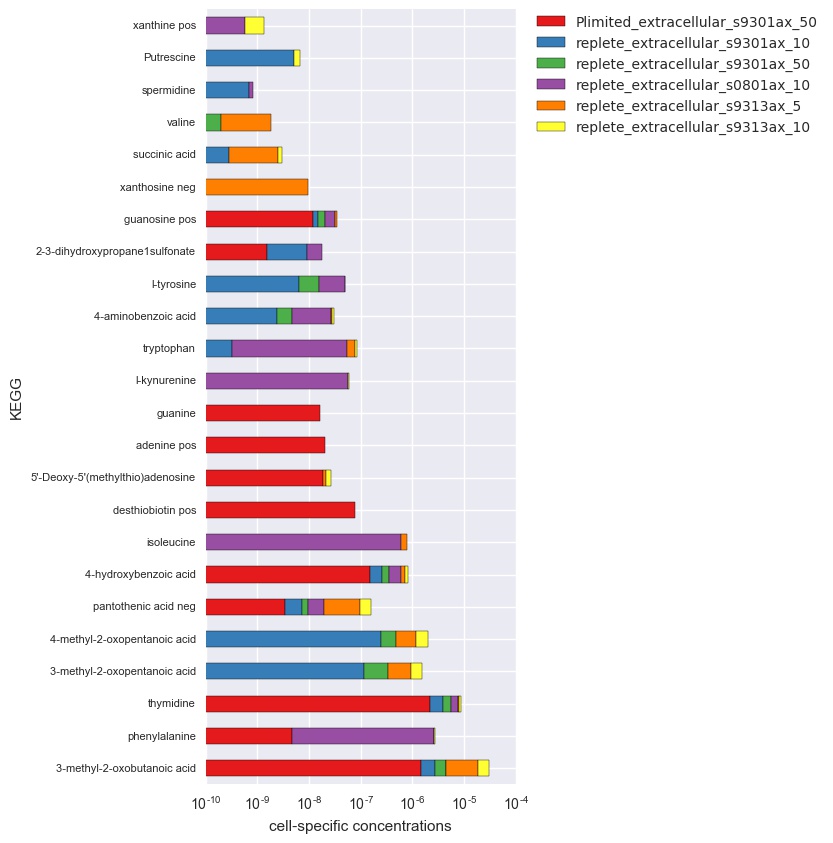 Plimited_extracellular_s9301ax_50
replete_extracellular_s9301ax_10
replete_extracellular_s9301ax_50
replete_extracellular_s0801ax_10
replete_extracellular_s9313ax_5
replete_extracellular_s9313ax_10
xanthine pos
Putrescine
spermidine
valine
succinic acid
xanthosine neg
guanosine pos
2-3-dihydroxypropane1sulfonate
l-tyrosine
4-aminobenzoic acid
tryptophan
l-kynurenine
guanine
adenine pos
5'-Deoxy-5'(methylthio)adenosine
desthiobiotin pos
isoleucine
4-hydroxybenzoic acid
pantothenic acid neg
4-methyl-2-oxopentanoic acid
3-methyl-2-oxopentanoic acid
thymidine
phenylalanine
3-methyl-2-oxobutanoic acid
KEGG
10⁻¹⁰ 10⁻⁹ 10⁻⁸ 10⁻⁷ 10⁻⁶ 10⁻⁵ 10⁻⁴
cell-specific concentrations